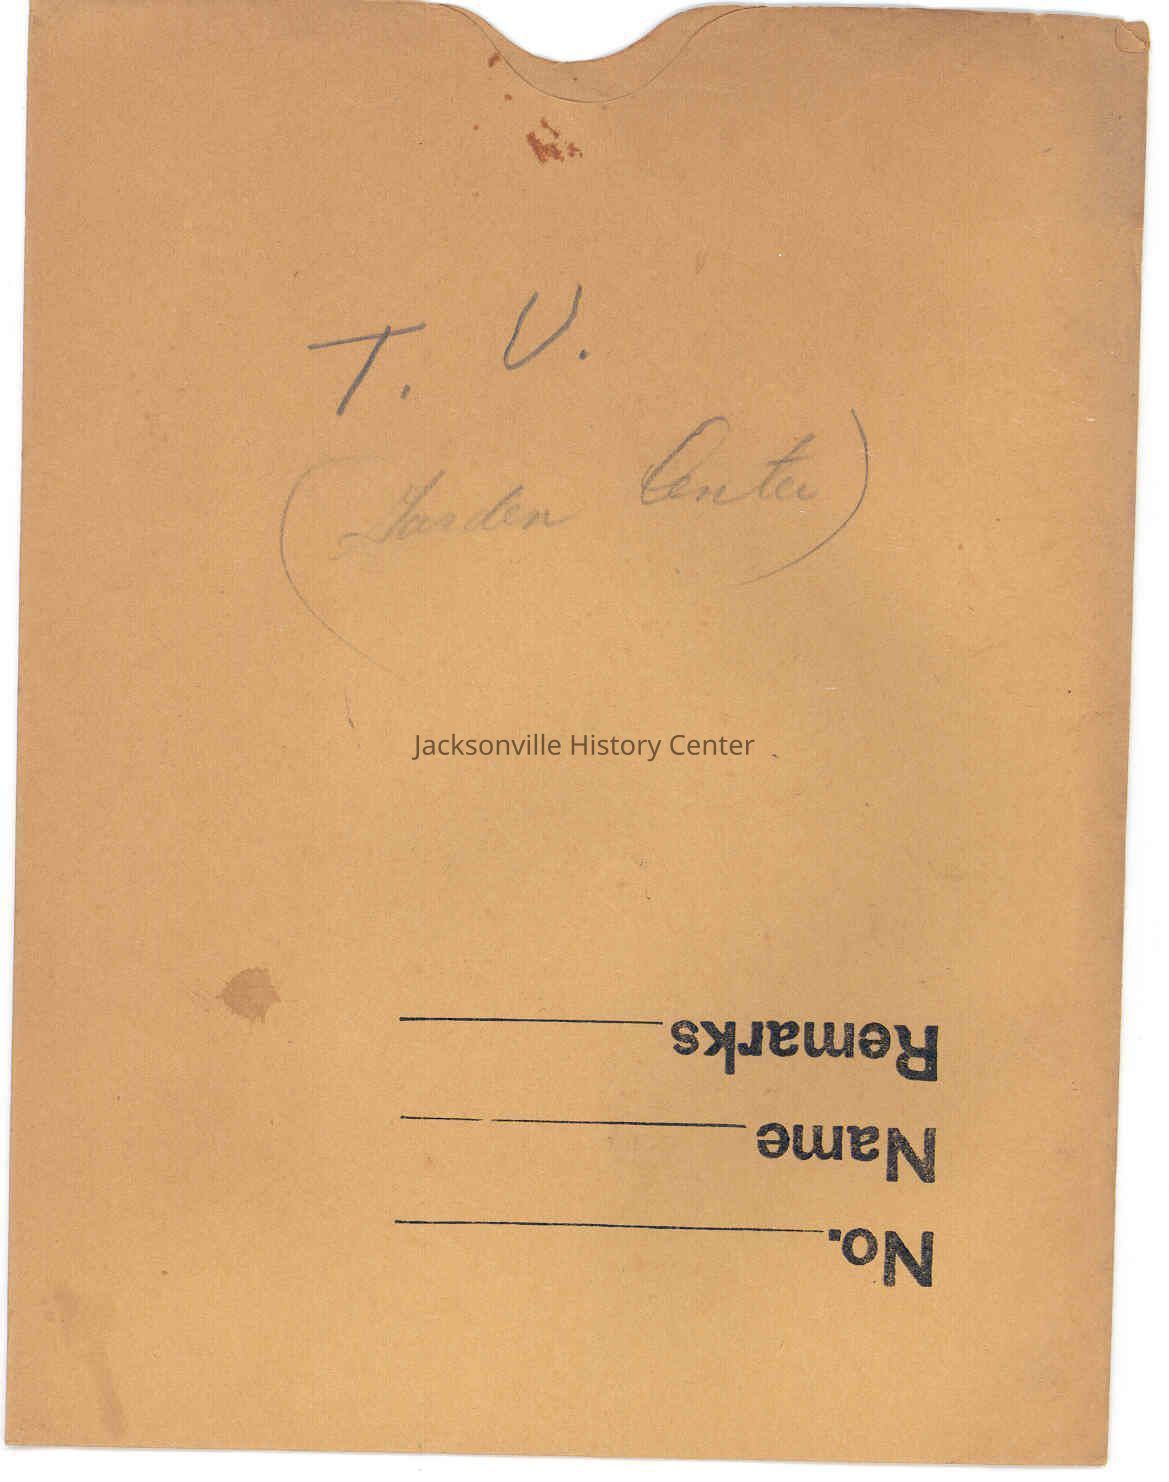 T. V.
(Garden Center)
Jacksonville History Center
Remarks
Name
No.